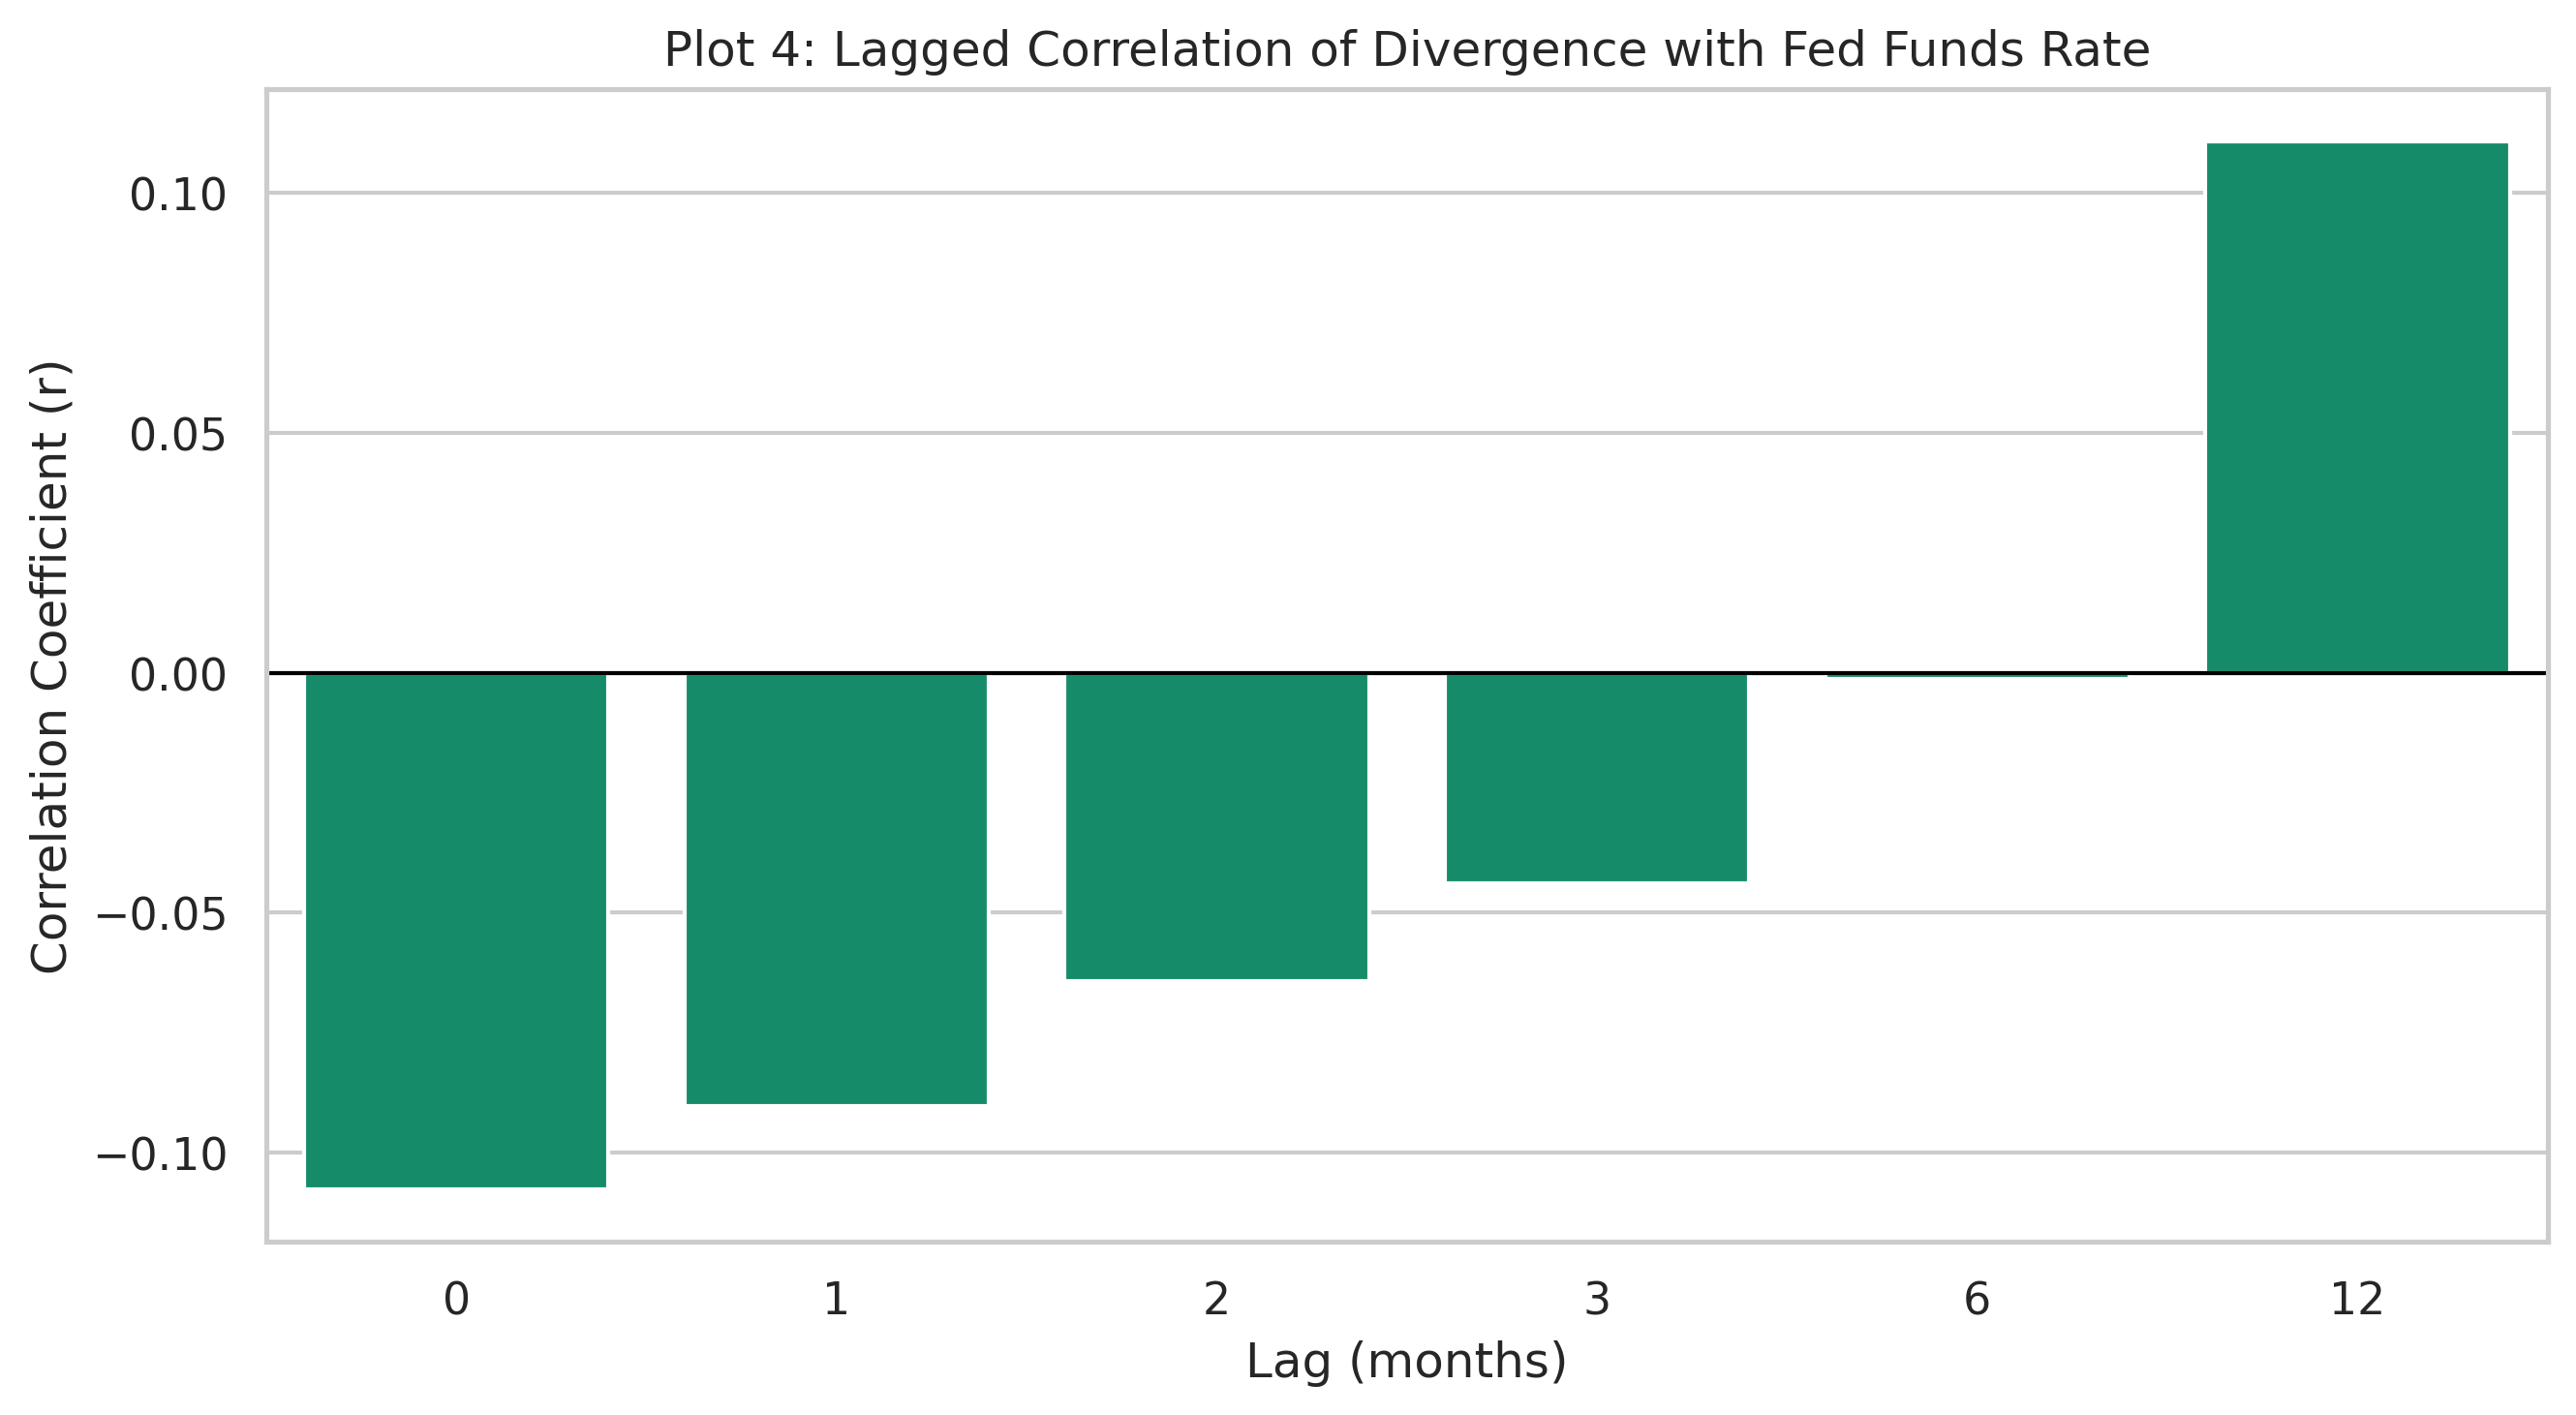 Plot 4: Lagged Correlation of Divergence with Fed Funds Rate
Correlation Coefficient (r)
0.10
0.05
0.00
−0.05
−0.10
0 1 2 3 6 12
Lag (months)